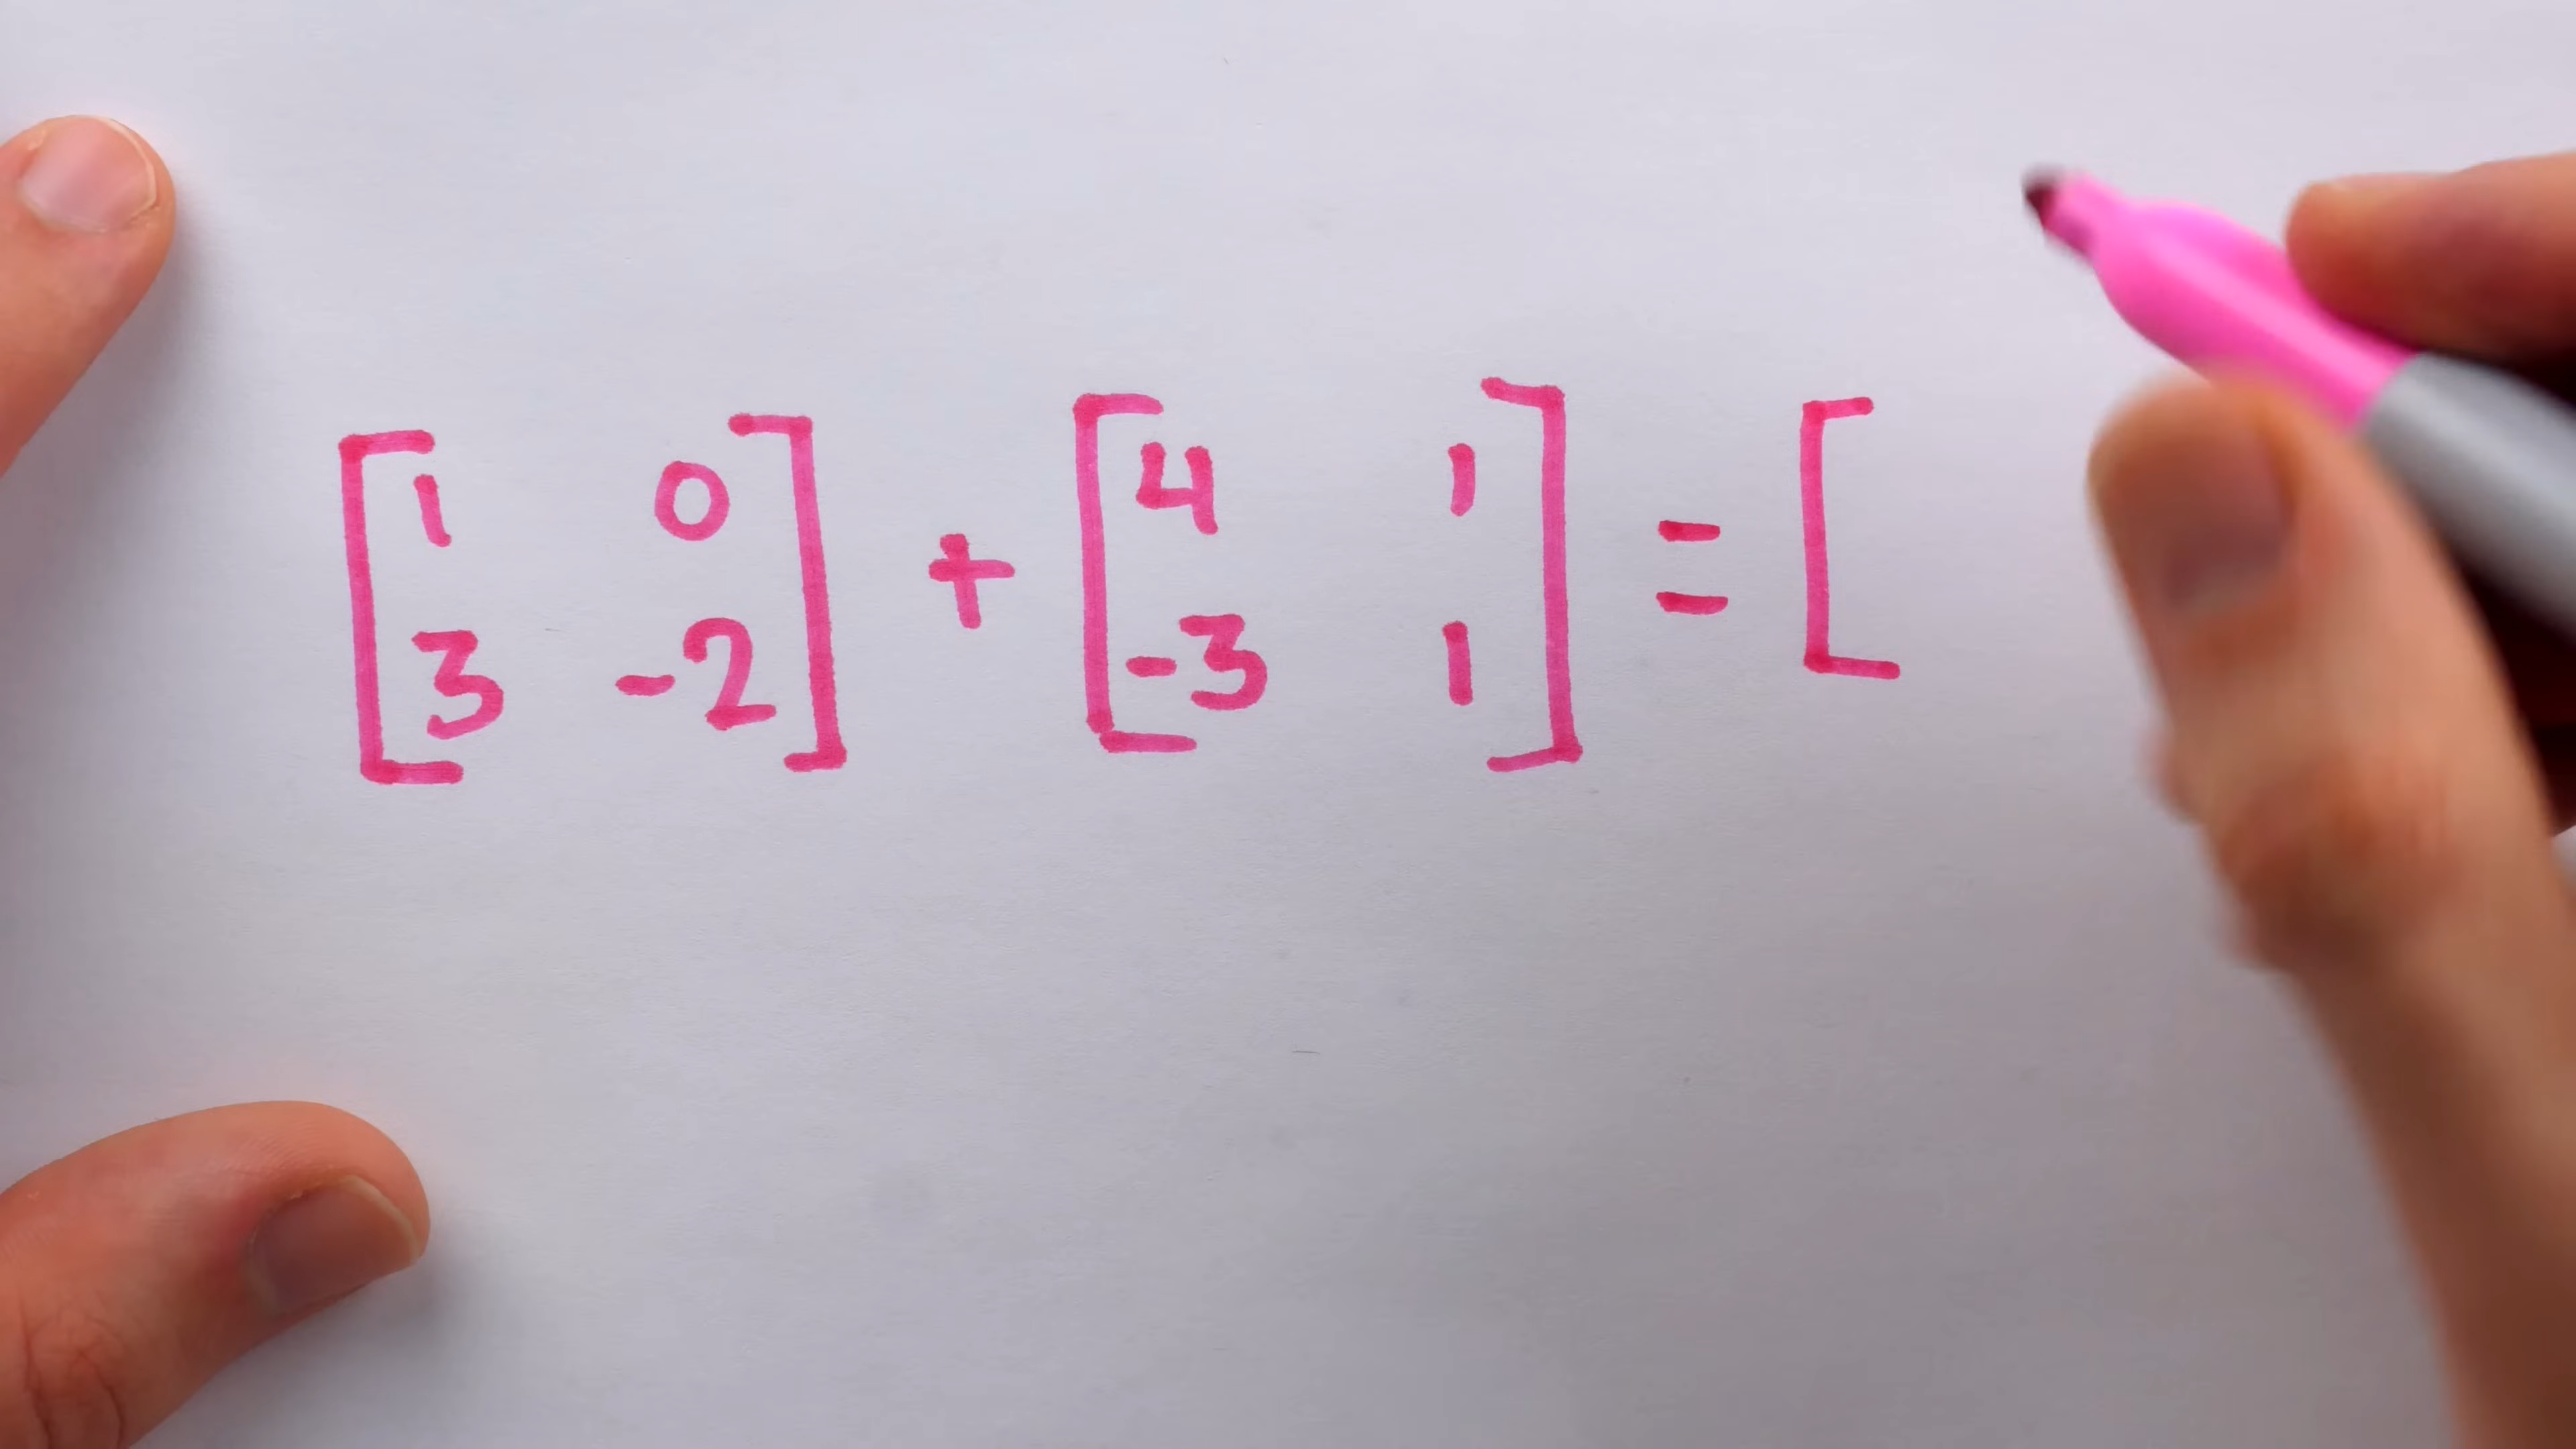 [1 0] + [4 1] = [
[3 -2] [-3 1]